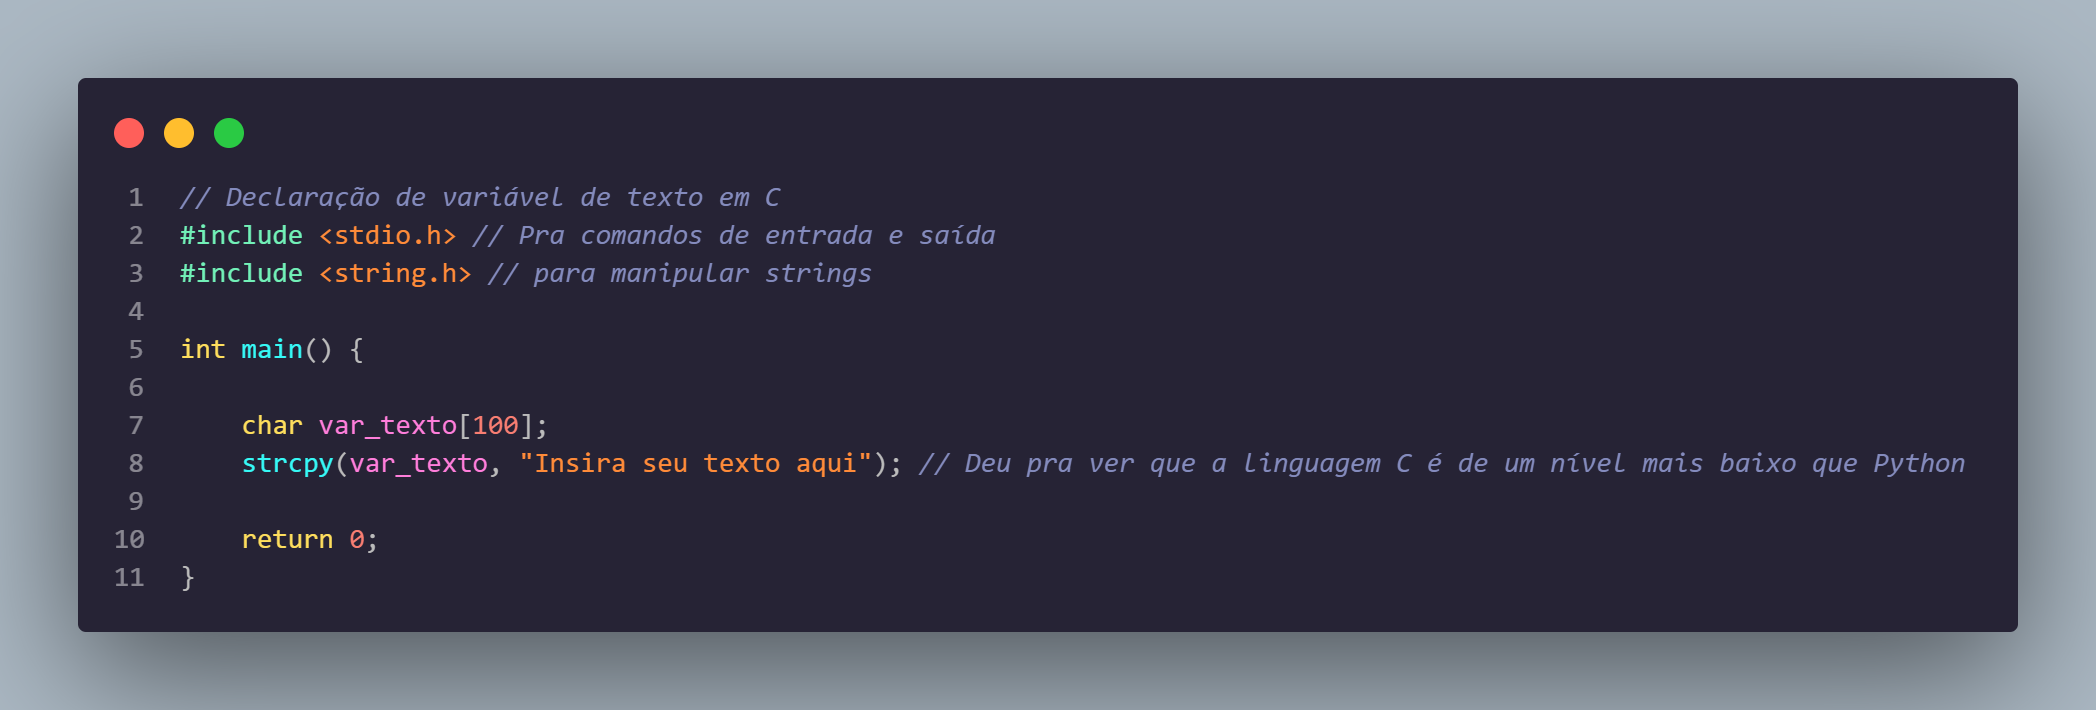 1 // Declaração de variável de texto em C
2 #include <stdio.h> // Pra comandos de entrada e saída
3 #include <string.h> // para manipular strings
4
5 int main() {
6
7     char var_texto[100];
8     strcpy(var_texto, "Insira seu texto aqui"); // Deu pra ver que a linguagem C é de um nível mais baixo que Python
9
10     return 0;
11 }